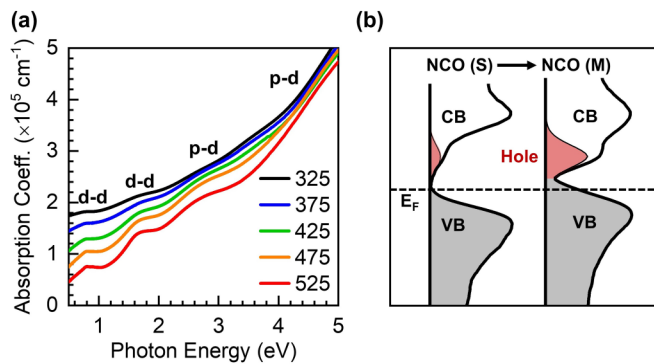 (a)
Absorption Coeff. (×10⁵ cm⁻¹)
5
4
3
2
1
0
d-d
d-d
p-d
p-d
325
375
425
475
525
1
2
3
4
5
Photon Energy (eV)
(b)
NCO (S) → NCO (M)
CB
CB
Hole
E_F
VB
VB